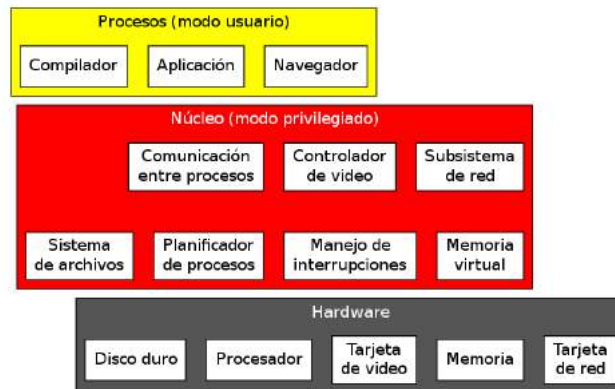 Procesos (modo usuario)
Compilador
Aplicación
Navegador
Núcleo (modo privilegiado)
Comunicación
entre procesos
Controlador
de video
Subsistema
de red
Sistema
de archivos
Planificador
de procesos
Manejo de
interrupciones
Memoria
virtual
Hardware
Disco duro
Procesador
Tarjeta
de video
Memoria
Tarjeta
de red